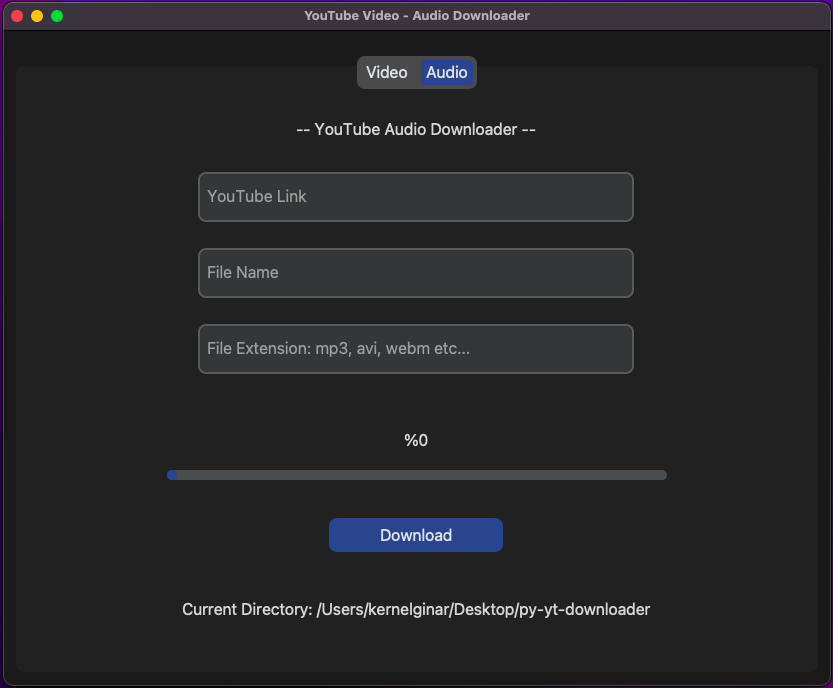 YouTube Video - Audio Downloader
Video Audio
-- YouTube Audio Downloader --
YouTube Link
File Name
File Extension: mp3, avi, webm etc...
%0
Download
Current Directory: /Users/kernelginar/Desktop/py-yt-downloader